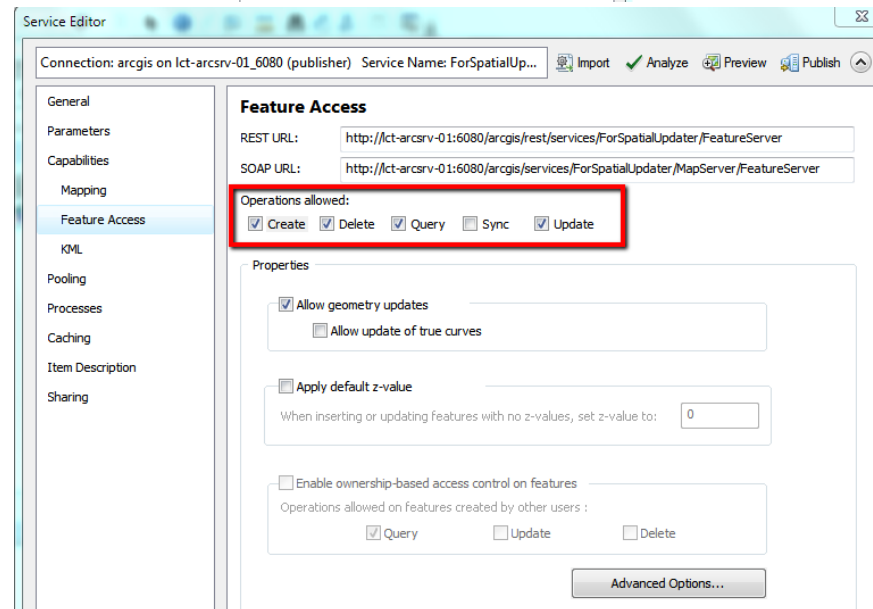 Service Editor
Connection: arcgis on lct-arcsrv-01_6080 (publisher) Service Name: ForSpatialUp... Import Analyze Preview Publish
General
Parameters
Capabilities
Mapping
Feature Access
KML
Pooling
Processes
Caching
Item Description
Sharing
Feature Access
REST URL: http://lct-arcsrv-01:6080/arcgis/rest/services/ForSpatialUpdater/FeatureServer
SOAP URL: http://lct-arcsrv-01:6080/arcgis/services/ForSpatialUpdater/MapServer/FeatureServer
Operations allowed:
Create Delete Query Sync Update
Properties
Allow geometry updates
Allow update of true curves
Apply default z-value
When inserting or updating features with no z-values, set z-value to: 0
Enable ownership-based access control on features
Operations allowed on features created by other users :
Query Update Delete
Advanced Options...